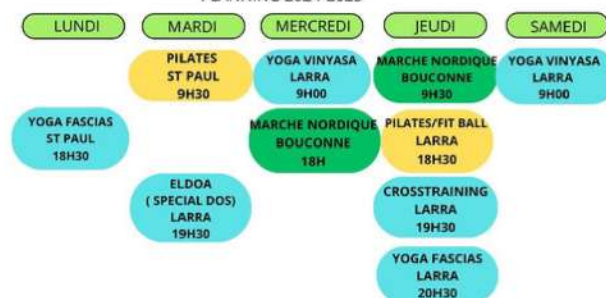 LUNDI
MARDI
MERCREDI
JEUDI
SAMEDI
PILATES
ST PAUL
9H30
YOGA VINYASA
LARRA
9H00
MARCHE NORDIQUE
BOUCONNE
9H30
YOGA VINYASA
LARRA
9H00
YOGA FASCIAS
ST PAUL
18H30
MARCHE NORDIQUE
BOUCONNE
18H
PILATES/FIT BALL
LARRA
18H30
ELDOA
( SPECIAL DOS)
LARRA
19H30
CROSSTRAINING
LARRA
19H30
YOGA FASCIAS
LARRA
20H30